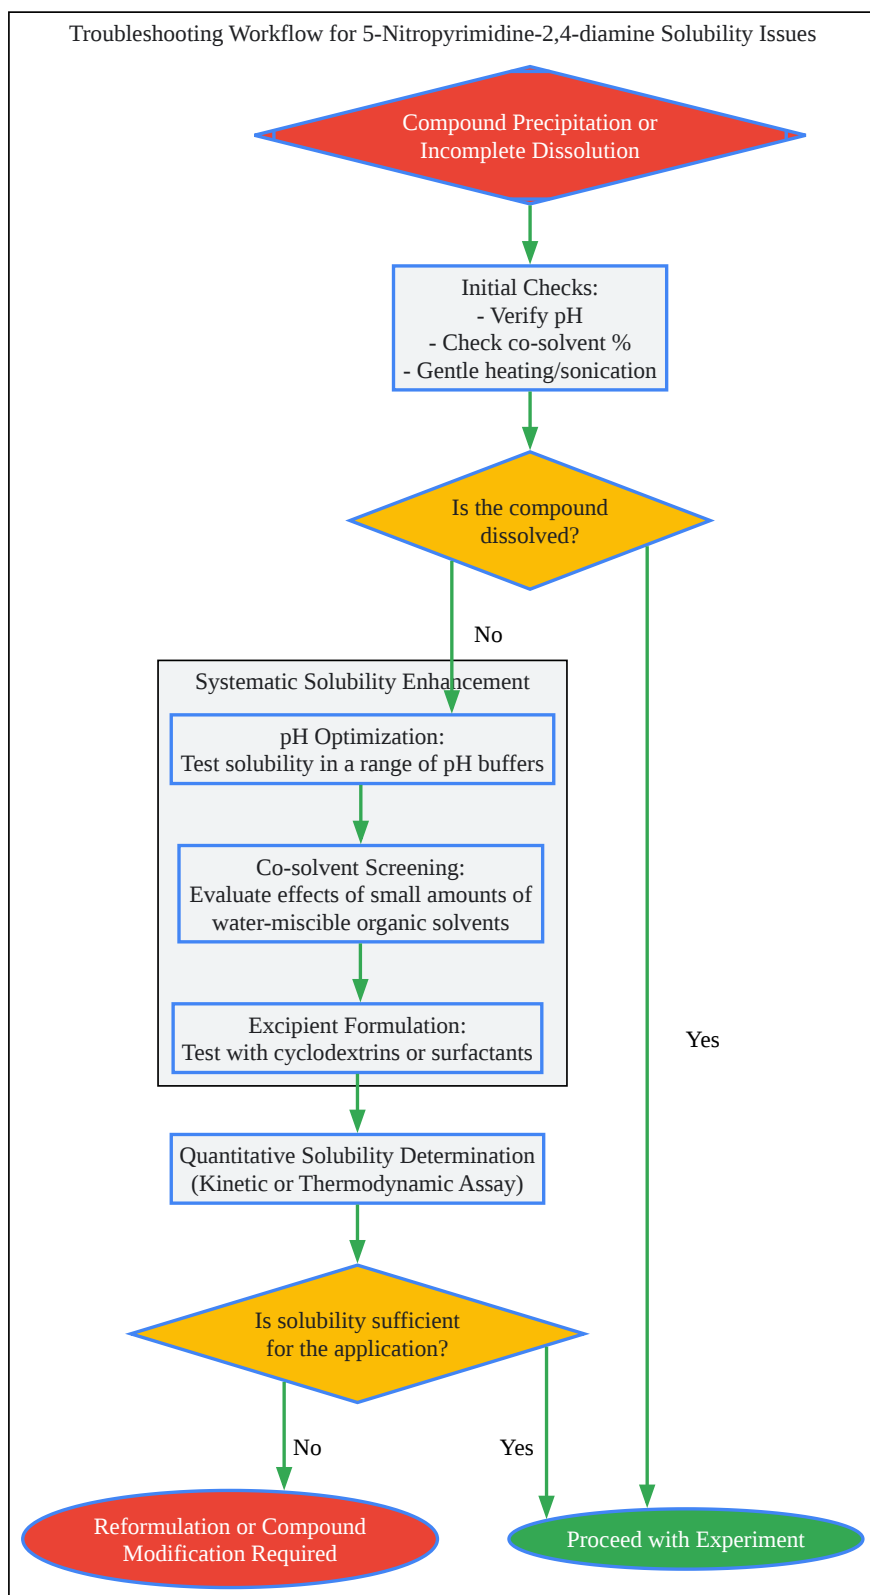 Troubleshooting Workflow for 5-Nitropyrimidine-2,4-diamine Solubility Issues
Compound Precipitation or
Incomplete Dissolution
Initial Checks:
- Verify pH
- Check co-solvent %
- Gentle heating/sonication
Is the compound
dissolved?
No
Systematic Solubility Enhancement
pH Optimization:
Test solubility in a range of pH buffers
Co-solvent Screening:
Evaluate effects of small amounts of
water-miscible organic solvents
Excipient Formulation:
Test with cyclodextrins or surfactants
Yes
Quantitative Solubility Determination
(Kinetic or Thermodynamic Assay)
Is solubility sufficient
for the application?
No
Yes
Reformulation or Compound
Modification Required
Proceed with Experiment